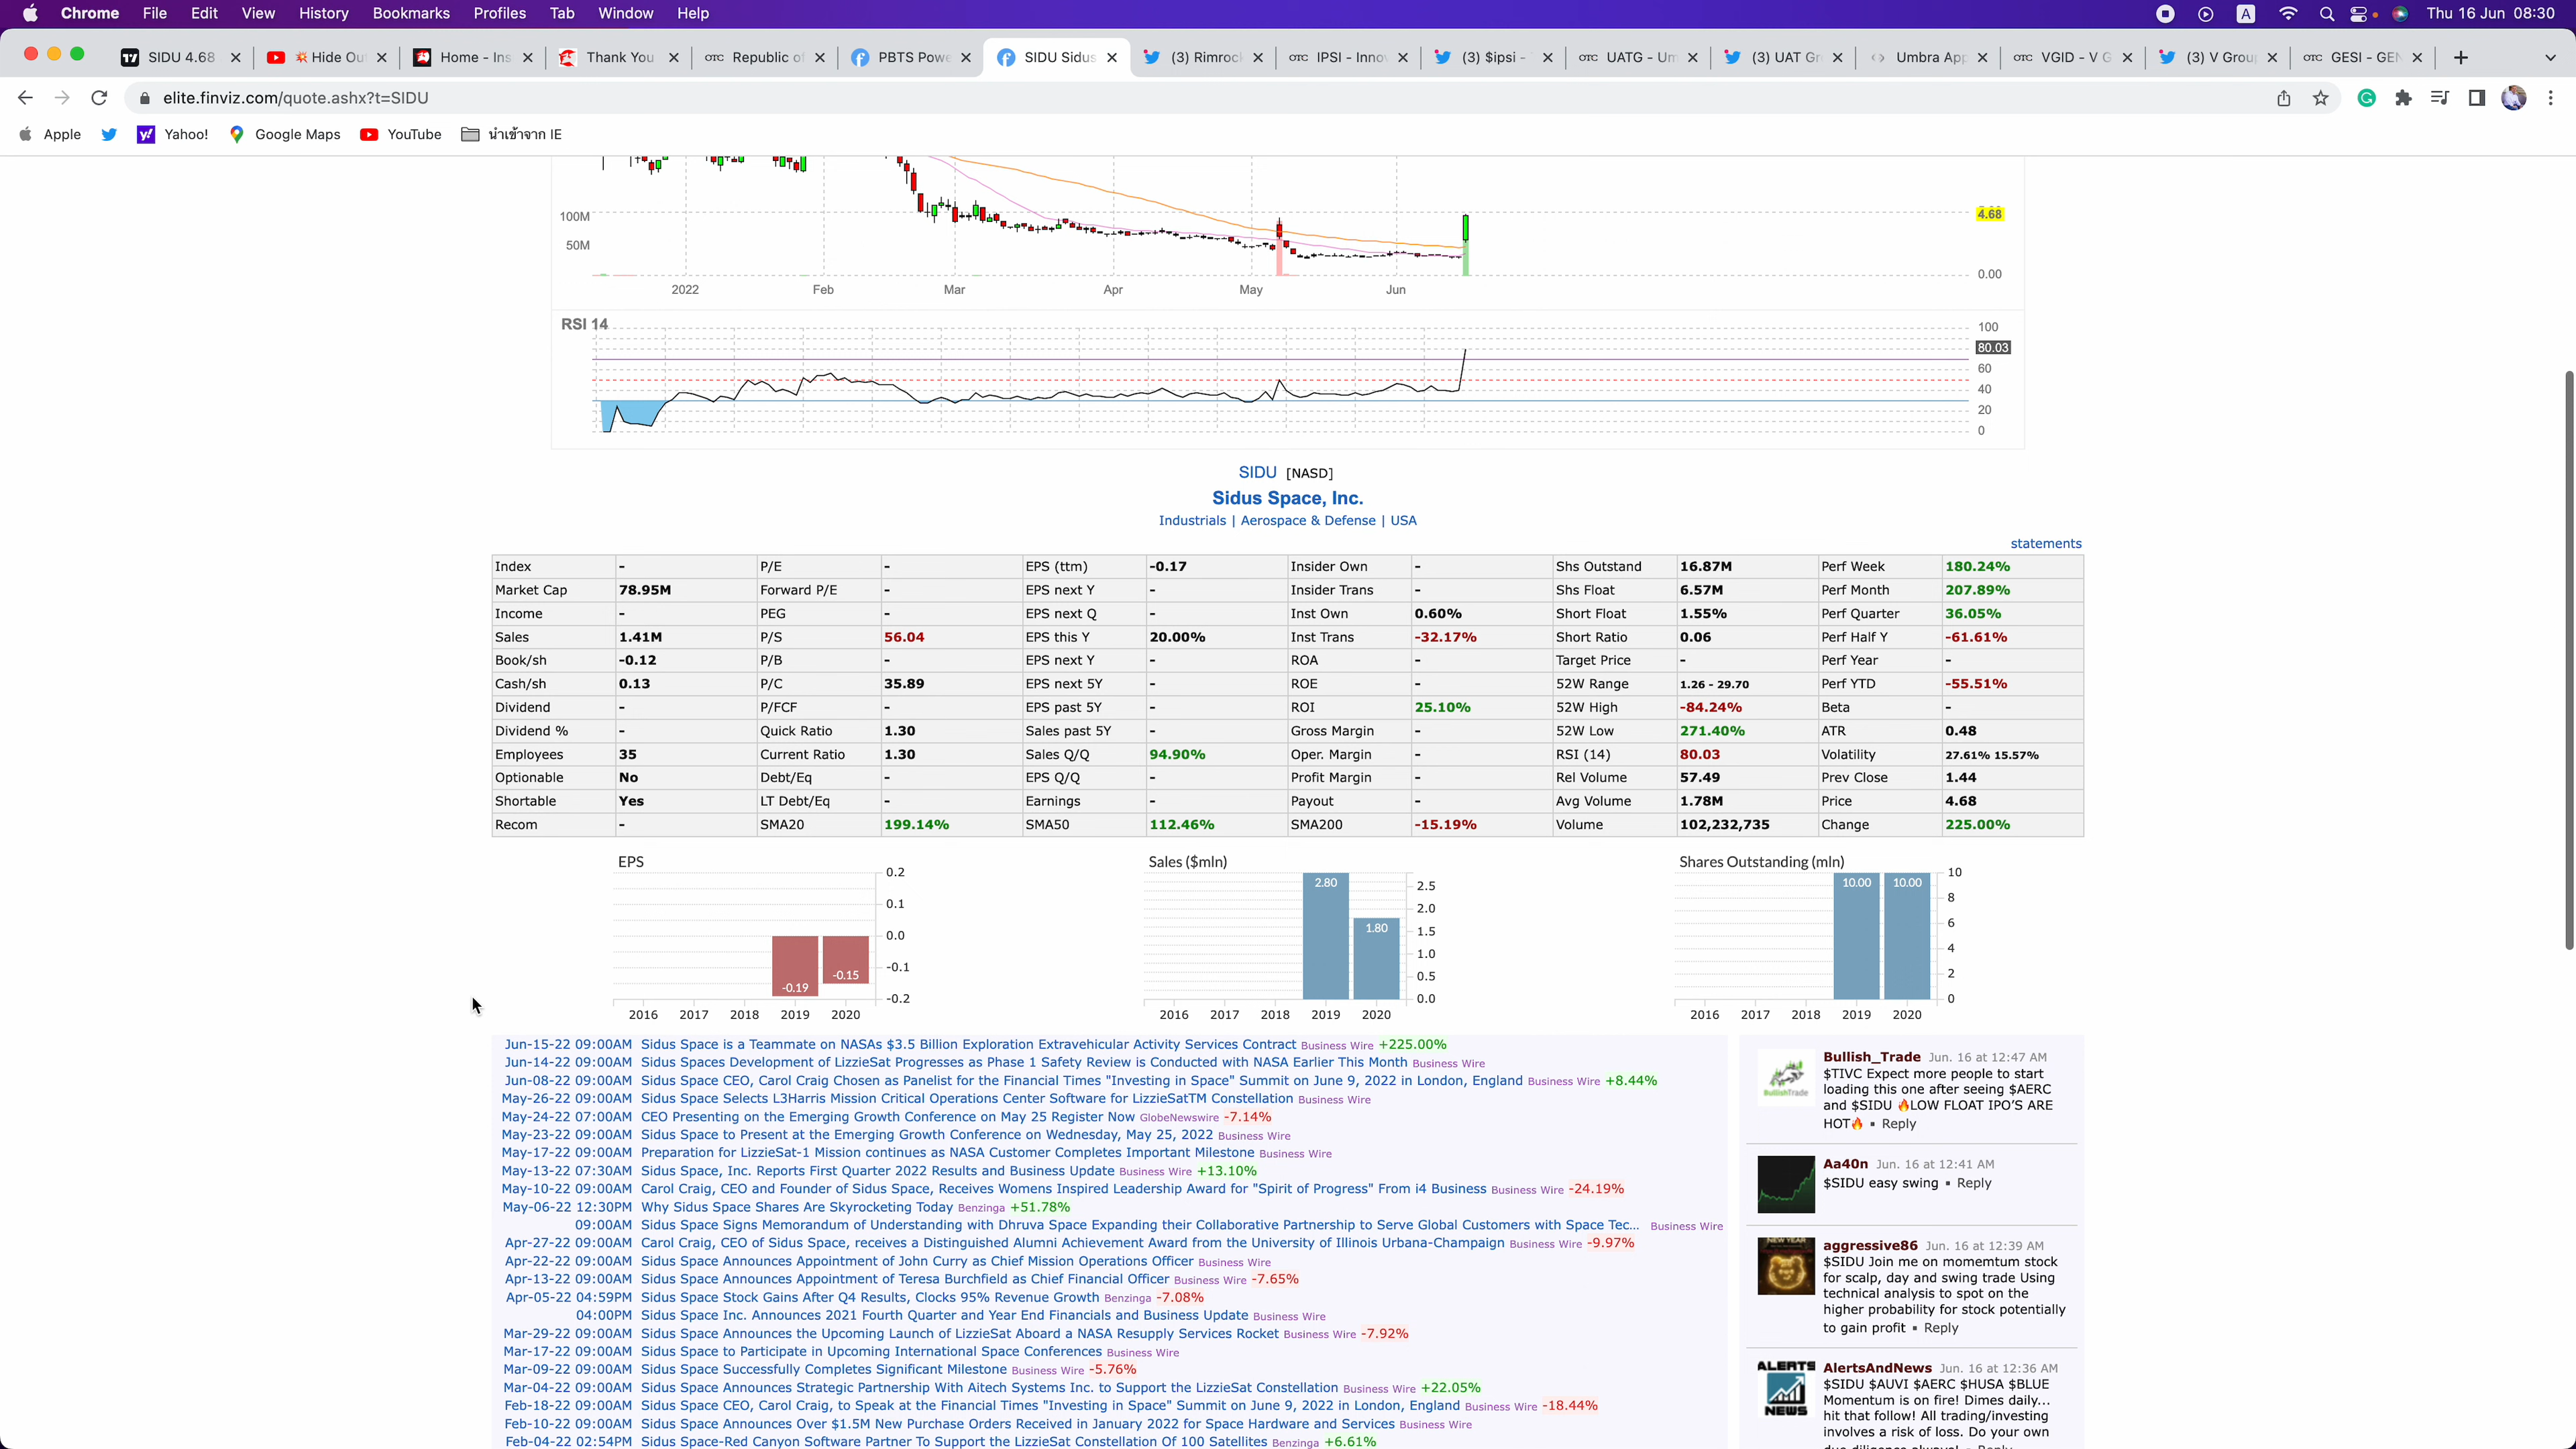 Chrome File Edit View History Bookmarks Profiles Tab Window Help A Thu 16 Jun 08:30
SIDU 4.68 Hide Ou Home - Ins Thank You OTC Republic of PBTS Powe SIDU Sidus (3) Rimroc OTC IPSI - Innov (3) $ipsi - OTC UATG - Um (3) UAT Gr Umbra App OTC VGID - V G (3) V Group OTC GESI - GEN
elite.finviz.com/quote.ashx?t=SIDU
Apple Yahoo! Google Maps YouTube นำเข้าจาก IE
100M 4.68
50M
0.00
2022 Feb Mar Apr May Jun
RSI 14
100
80.03
60
40
20
0
SIDU [NASD]
Sidus Space, Inc.
Industrials | Aerospace & Defense | USA
statements
Index - P/E - EPS (ttm) -0.17 Insider Own - Shs Outstand 16.87M Perf Week 180.24%
Market Cap 78.95M Forward P/E - EPS next Y - Insider Trans - Shs Float 6.57M Perf Month 207.89%
Income - PEG - EPS next Q - Inst Own 0.60% Short Float 1.55% Perf Quarter 36.05%
Sales 1.41M P/S 56.04 EPS this Y 20.00% Inst Trans -32.17% Short Ratio 0.06 Perf Half Y -61.61%
Book/sh -0.12 P/B - EPS next Y - ROA - Target Price - Perf Year -
Cash/sh 0.13 P/C 35.89 EPS next 5Y - ROE - 52W Range 1.26 - 29.70 Perf YTD -55.51%
Dividend - P/FCF - EPS past 5Y - ROI 25.10% 52W High -84.24% Beta -
Dividend % - Quick Ratio 1.30 Sales past 5Y - Gross Margin - 52W Low 271.40% ATR 0.48
Employees 35 Current Ratio 1.30 Sales Q/Q 94.90% Oper. Margin - RSI (14) 80.03 Volatility 27.61% 15.57%
Optionable No Debt/Eq - EPS Q/Q - Profit Margin - Rel Volume 57.49 Prev Close 1.44
Shortable Yes LT Debt/Eq - Earnings - Payout - Avg Volume 1.78M Price 4.68
Recom - SMA20 199.14% SMA50 112.46% SMA200 -15.19% Volume 102,232,735 Change 225.00%
EPS
0.2
0.1
0.0
-0.1
-0.2
-0.19 -0.15
2016 2017 2018 2019 2020
Sales ($mln)
2.80 1.80
2.5
2.0
1.5
1.0
0.5
0.0
2016 2017 2018 2019 2020
Shares Outstanding (mln)
10.00 10.00
10
8
6
4
2
0
2016 2017 2018 2019 2020
Jun-15-22 09:00AM Sidus Space is a Teammate on NASAs $3.5 Billion Exploration Extravehicular Activity Services Contract Business Wire +225.00%
Jun-14-22 09:00AM Sidus Spaces Development of LizzieSat Progresses as Phase 1 Safety Review is Conducted with NASA Earlier This Month Business Wire
Jun-08-22 09:00AM Sidus Space CEO, Carol Craig Chosen as Panelist for the Financial Times "Investing in Space" Summit on June 9, 2022 in London, England Business Wire +8.44%
May-26-22 09:00AM Sidus Space Selects L3Harris Mission Critical Operations Center Software for LizzieSatTM Constellation Business Wire
May-24-22 07:00AM CEO Presenting on the Emerging Growth Conference on May 25 Register Now GlobeNewswire -7.14%
May-23-22 09:00AM Sidus Space to Present at the Emerging Growth Conference on Wednesday, May 25, 2022 Business Wire
May-17-22 09:00AM Preparation for LizzieSat-1 Mission continues as NASA Customer Completes Important Milestone Business Wire
May-13-22 07:30AM Sidus Space, Inc. Reports First Quarter 2022 Results and Business Update Business Wire +13.10%
May-10-22 09:00AM Carol Craig, CEO and Founder of Sidus Space, Receives Womens Inspired Leadership Award for "Spirit of Progress" From i4 Business Business Wire -24.19%
May-06-22 12:30PM Why Sidus Space Shares Are Skyrocketing Today Benzinga +51.78%
09:00AM Sidus Space Signs Memorandum of Understanding with Dhruva Space Expanding their Collaborative Partnership to Serve Global Customers with Space Tec... Business Wire
Apr-27-22 09:00AM Carol Craig, CEO of Sidus Space, receives a Distinguished Alumni Achievement Award from the University of Illinois Urbana-Champaign Business Wire -9.97%
Apr-22-22 09:00AM Sidus Space Announces Appointment of John Curry as Chief Mission Operations Officer Business Wire
Apr-13-22 09:00AM Sidus Space Announces Appointment of Teresa Burchfield as Chief Financial Officer Business Wire -7.65%
Apr-05-22 04:59PM Sidus Space Stock Gains After Q4 Results, Clocks 95% Revenue Growth Benzinga -7.08%
04:00PM Sidus Space Inc. Announces 2021 Fourth Quarter and Year End Financials and Business Update Business Wire
Mar-29-22 09:00AM Sidus Space Announces the Upcoming Launch of LizzieSat Aboard a NASA Resupply Services Rocket Business Wire -7.92%
Mar-17-22 09:00AM Sidus Space to Participate in Upcoming International Space Conferences Business Wire
Mar-09-22 09:00AM Sidus Space Successfully Completes Significant Milestone Business Wire -5.76%
Mar-04-22 09:00AM Sidus Space Announces Strategic Partnership With Aitech Systems Inc. to Support the LizzieSat Constellation Business Wire +22.05%
Feb-18-22 09:00AM Sidus Space CEO, Carol Craig, to Speak at the Financial Times "Investing in Space" Summit on June 9, 2022 in London, England Business Wire -18.44%
Feb-10-22 09:00AM Sidus Space Announces Over $1.5M New Purchase Orders Received in January 2022 for Space Hardware and Services Business Wire
Feb-04-22 02:54PM Sidus Space-Red Canyon Software Partner To Support the LizzieSat Constellation Of 100 Satellites Benzinga +6.61%
Bullish_Trade Jun. 16 at 12:47 AM
$TIVC Expect more people to start
loading this one after seeing $AERC
and $SIDU 🔥LOW FLOAT IPO'S ARE
HOT🔥 ▪ Reply
Aa40n Jun. 16 at 12:41 AM
$SIDU easy swing ▪ Reply
aggressive86 Jun. 16 at 12:39 AM
$SIDU Join me on momemtum stock
for scalp, day and swing trade Using
technical analysis to spot on the
higher probability for stock potentially
to gain profit ▪ Reply
ALERTS
NEWS
AlertsAndNews Jun. 16 at 12:36 AM
$SIDU $AUVI $AERC $HUSA $BLUE
Momentum is on fire! Dimes daily...
hit that follow! All trading/investing
involves a risk of loss. Do your own